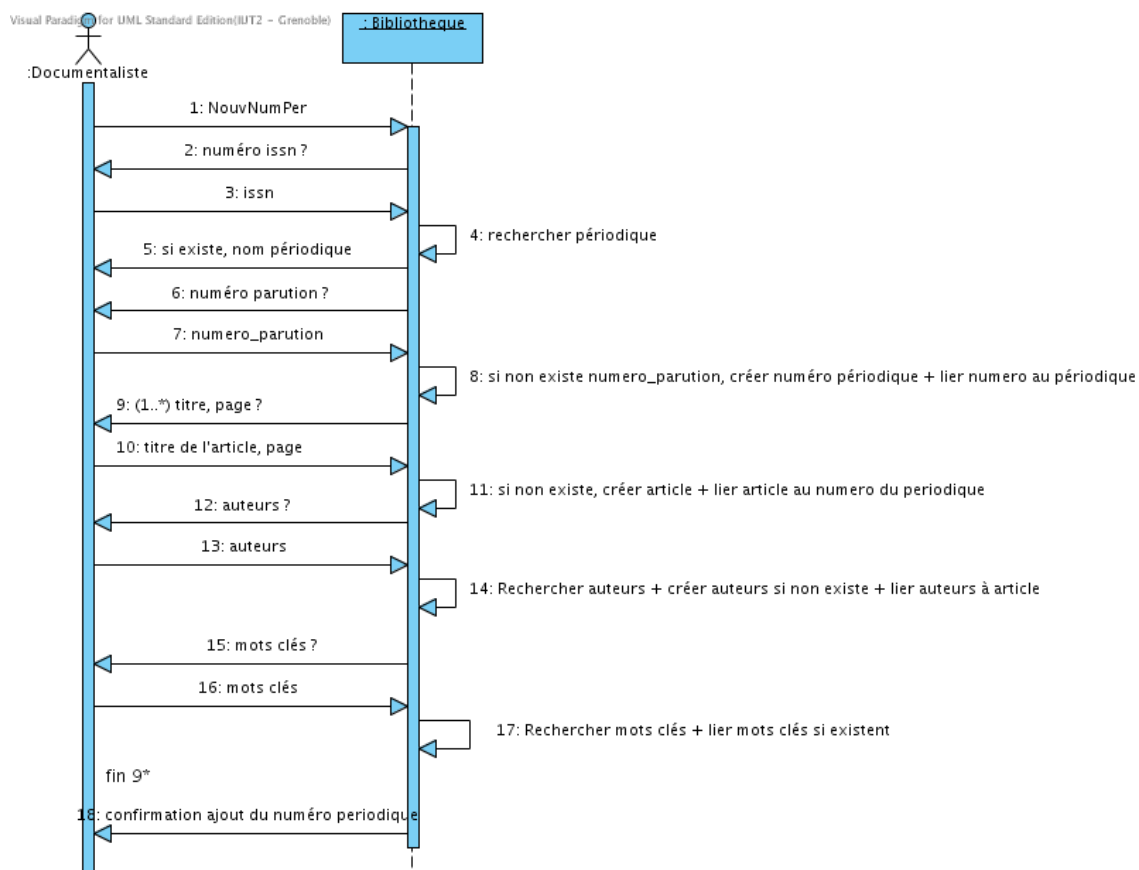 Visual Paradigm for UML Standard Edition(IUT2 - Grenoble)
: Bibliotheque
:Documentaliste
1: NouvNumPer
2: numéro issn ?
3: issn
4: rechercher périodique
5: si existe, nom périodique
6: numéro parution ?
7: numero_parution
8: si non existe numero_parution, créer numéro périodique + lier numero au périodique
9: (1..*) titre, page ?
10: titre de l'article, page
11: si non existe, créer article + lier article au numero du periodique
12: auteurs ?
13: auteurs
14: Rechercher auteurs + créer auteurs si non existe + lier auteurs à article
15: mots clés ?
16: mots clés
17: Rechercher mots clés + lier mots clés si existent
fin 9*
18: confirmation ajout du numéro periodique